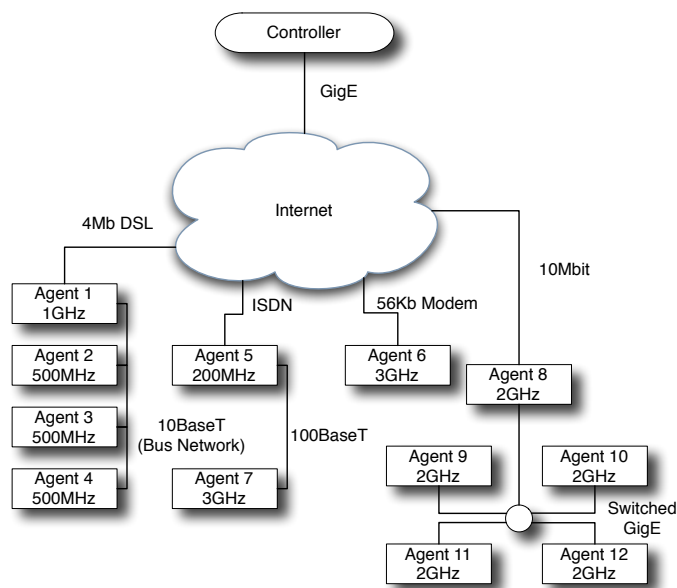 Controller
GigE
Internet
4Mb DSL
10Mbit
ISDN
56Kb Modem
Agent 1
1GHz
Agent 2
500MHz
Agent 3
500MHz
Agent 4
500MHz
10BaseT
(Bus Network)
Agent 5
200MHz
100BaseT
Agent 7
3GHz
Agent 6
3GHz
Agent 8
2GHz
Agent 9
2GHz
Agent 10
2GHz
Switched
GigE
Agent 11
2GHz
Agent 12
2GHz